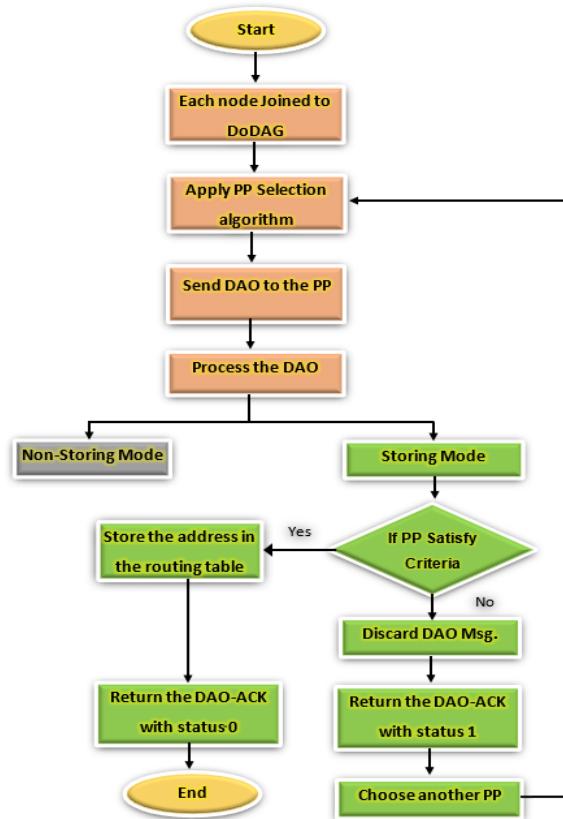 Start
Each node Joined to
DoDAG
Apply PP Selection
algorithm
Send DAO to the PP
Process the DAO
Non-Storing Mode
Storing Mode
If PP Satisfy
Criteria
Yes
Store the address in
the routing table
No
Discard DAO Msg.
Return the DAO-ACK
with status 0
Return the DAO-ACK
with status 1
End
Choose another PP